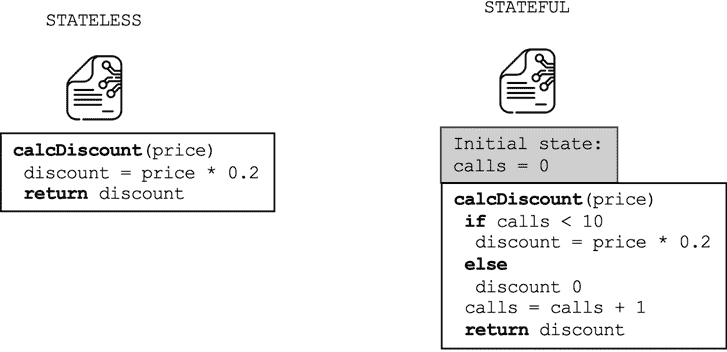 STATELESS
calcDiscount(price)
discount = price * 0.2
return discount
STATEFUL
Initial state:
calls = 0
calcDiscount(price)
if calls < 10
discount = price * 0.2
else
discount 0
calls = calls + 1
return discount